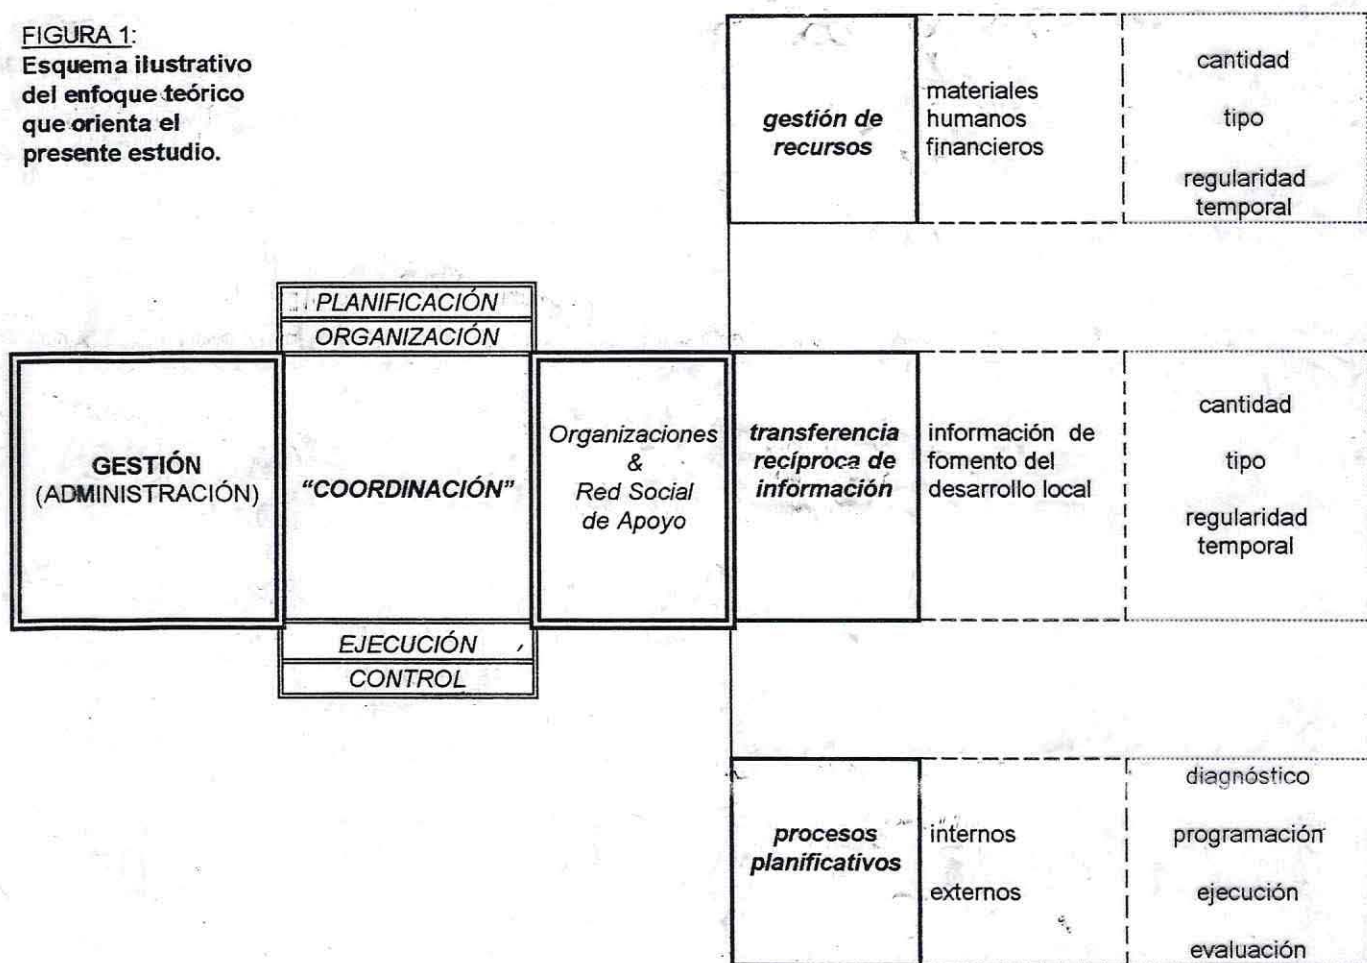 FIGURA 1:
Esquema ilustrativo
del enfoque teórico
que orienta el
presente estudio.
gestión de
recursos
materiales
humanos
financieros
cantidad
tipo
regularidad
temporal
PLANIFICACIÓN
ORGANIZACIÓN
GESTIÓN
(ADMINISTRACIÓN)
"COORDINACIÓN"
EJECUCIÓN
CONTROL
Organizaciones
&
Red Social
de Apoyo
transferencia
recíproca de
información
información de
fomento del
desarrollo local
cantidad
tipo
regularidad
temporal
procesos
planificativos
internos
externos
diagnóstico
programación
ejecución
evaluación